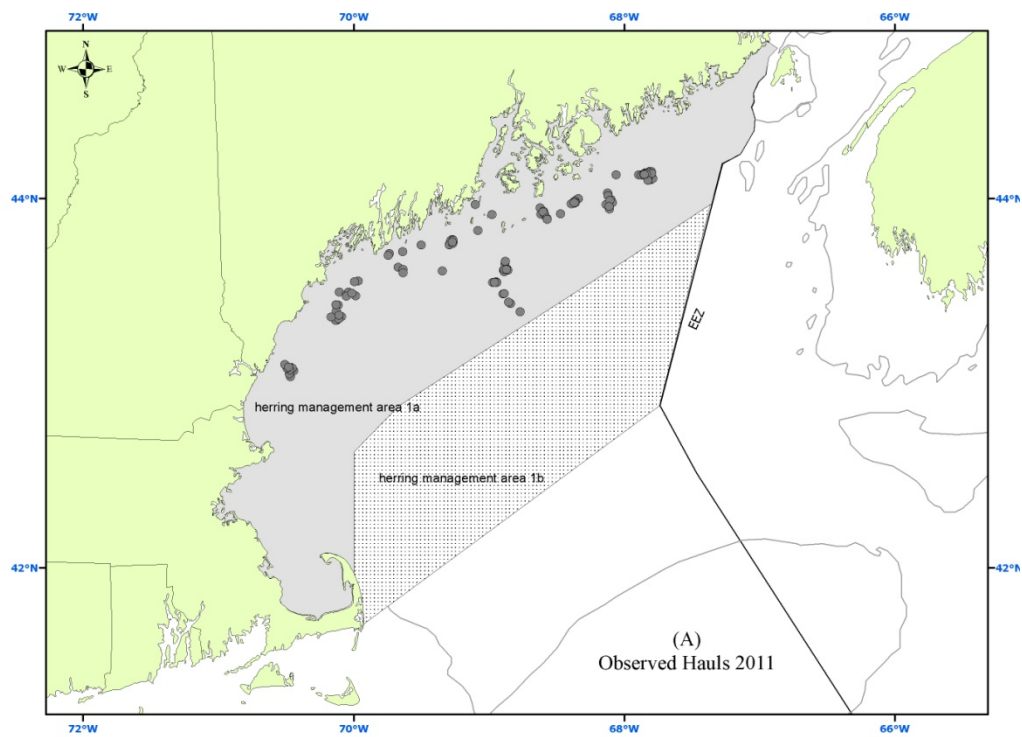 72°W 70°W 68°W 66°W
N
W E
S
44°N 44°N
EEZ
herring management area 1a
herring management area 1b
42°N 42°N
(A)
Observed Hauls 2011
72°W 70°W 68°W 66°W